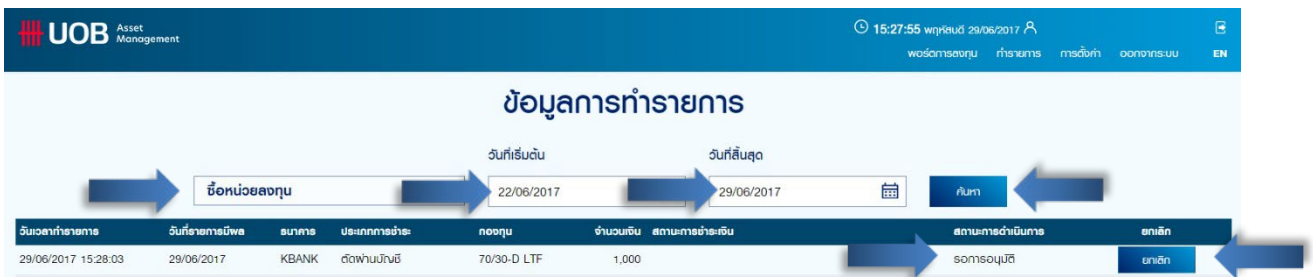 UOB Asset Management
15:27:55 พฤหัสบดี 29/06/2017
พอร์ตการลงทุน ทำรายการ การตั้งค่า ออกจากระบบ EN
ข้อมูลการทำรายการ
วันที่เริ่มต้น วันที่สิ้นสุด
ซื้อหน่วยลงทุน 22/06/2017 29/06/2017 ค้นหา
วันเวลาทำรายการ วันที่รายการมีผล ธนาคาร ประเภทการชำระ กองทุน จำนวนเงิน สถานะการชำระเงิน สถานะการดำเนินการ ยกเลิก
29/06/2017 15:28:03 29/06/2017 KBANK ตัดผ่านบัญชี 70/30-D LTF 1,000 รอการอนุมัติ ยกเลิก